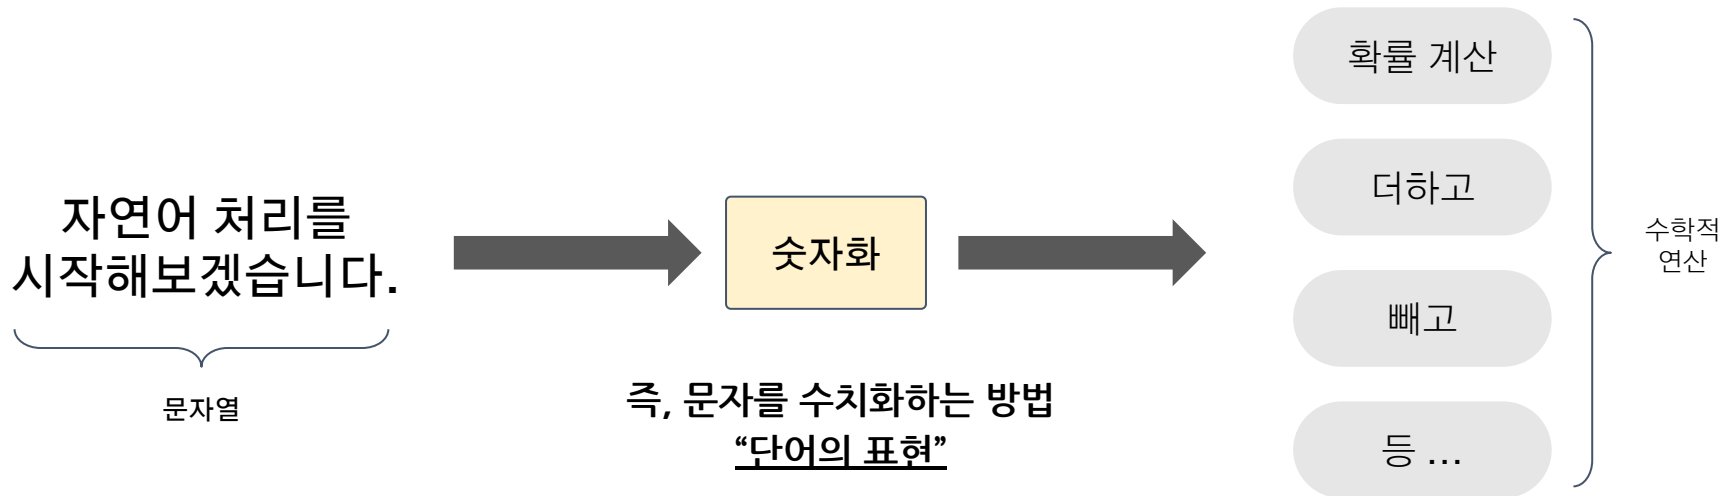 자연어 처리를
시작해보겠습니다.
문자열
숫자화
즉, 문자를 수치화하는 방법
“단어의 표현”
확률 계산
더하고
빼고
등 ...
수학적
연산